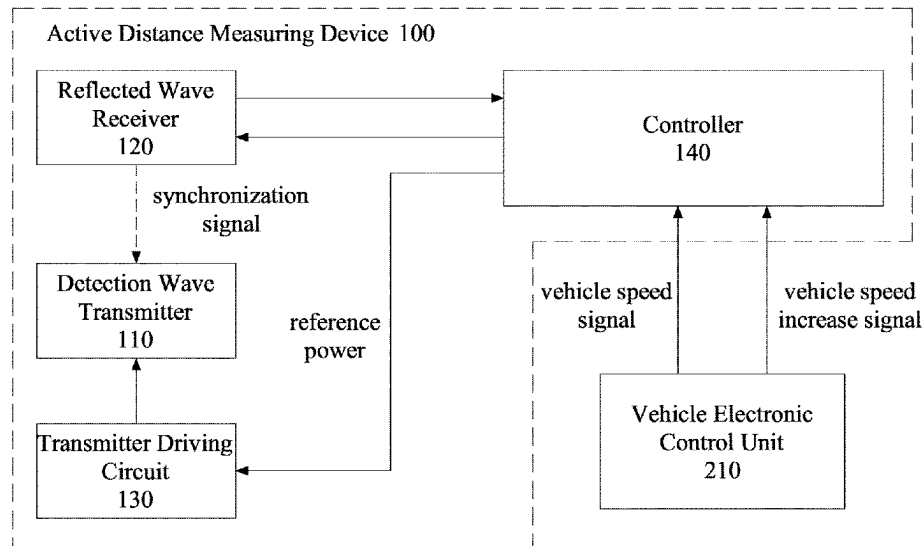 Active Distance Measuring Device 100
Reflected Wave
Receiver
120
Controller
140
synchronization
signal
Detection Wave
Transmitter
110
reference
power
vehicle speed
signal
vehicle speed
increase signal
Transmitter Driving
Circuit
130
Vehicle Electronic
Control Unit
210